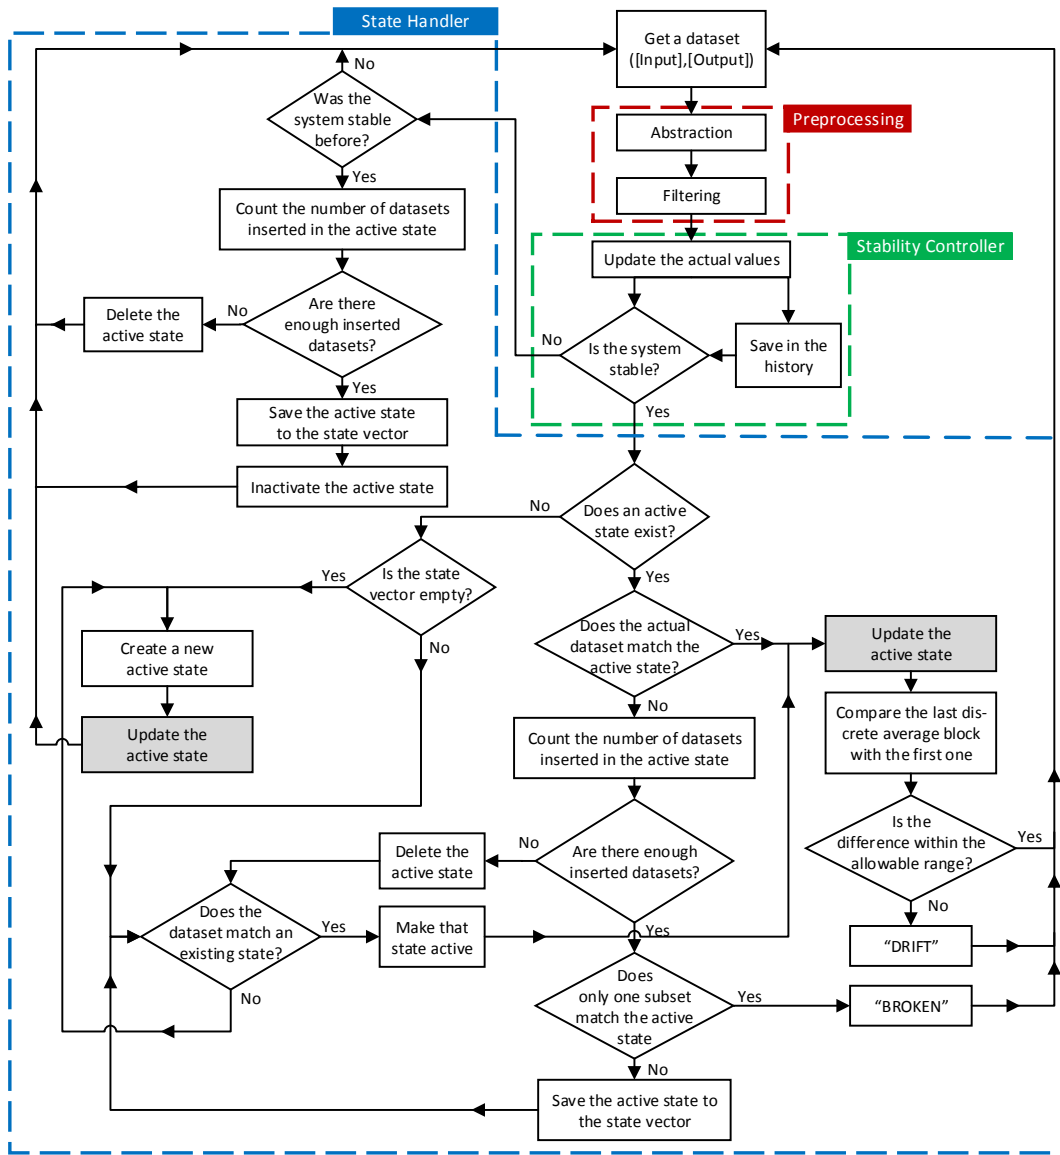 State Handler
Get a dataset
([Input],[Output])
No
Was the
system stable
before?
Preprocessing
Abstraction
Yes
Filtering
Count the number of datasets
inserted in the active state
Stability Controller
Update the actual values
Delete the
active state
No
Are there
enough inserted
datasets?
No
Is the system
stable?
Save in the
history
Yes
Yes
Save the active state
to the state vector
Inactivate the active state
No
Does an active
state exist?
Yes
Is the state
vector empty?
Yes
No
Does the actual
dataset match the
active state?
Yes
Update the
active state
Create a new
active state
No
Update the
active state
Count the number of datasets
inserted in the active state
Compare the last dis-
crete average block
with the first one
Is the
difference within the
allowable range?
Yes
No
Delete the
active state
No
Are there enough
inserted datasets?
Yes
Does the
dataset match an
existing state?
Yes
Make that
state active
No
“DRIFT”
Does
only one subset
match the active
state
Yes
“BROKEN”
No
Save the active state to
the state vector